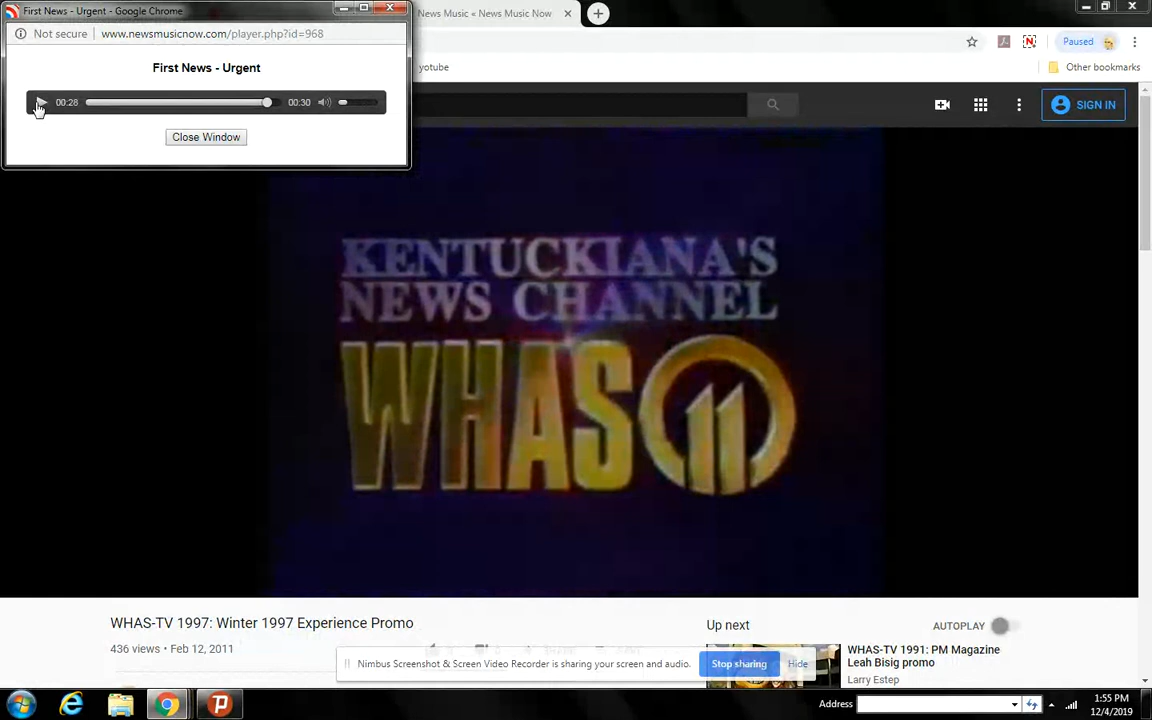 First News - Urgent - Google Chrome
News Music « News Music Now
Not secure
www.newsmusicnow.com/player.php?id=968
Paused
yotube
Other bookmarks
First News - Urgent
00:28
00:30
Close Window
SIGN IN
KENTUCKIANA'S
NEWS CHANNEL
WHAS 11
WHAS-TV 1997: Winter 1997 Experience Promo
436 views • Feb 12, 2011
Up next
AUTOPLAY
WHAS-TV 1991: PM Magazine
Leah Bisig promo
Larry Estep
Nimbus Screenshot & Screen Video Recorder is sharing your screen and audio.
Stop sharing
Hide
Address
1:55 PM
12/4/2019